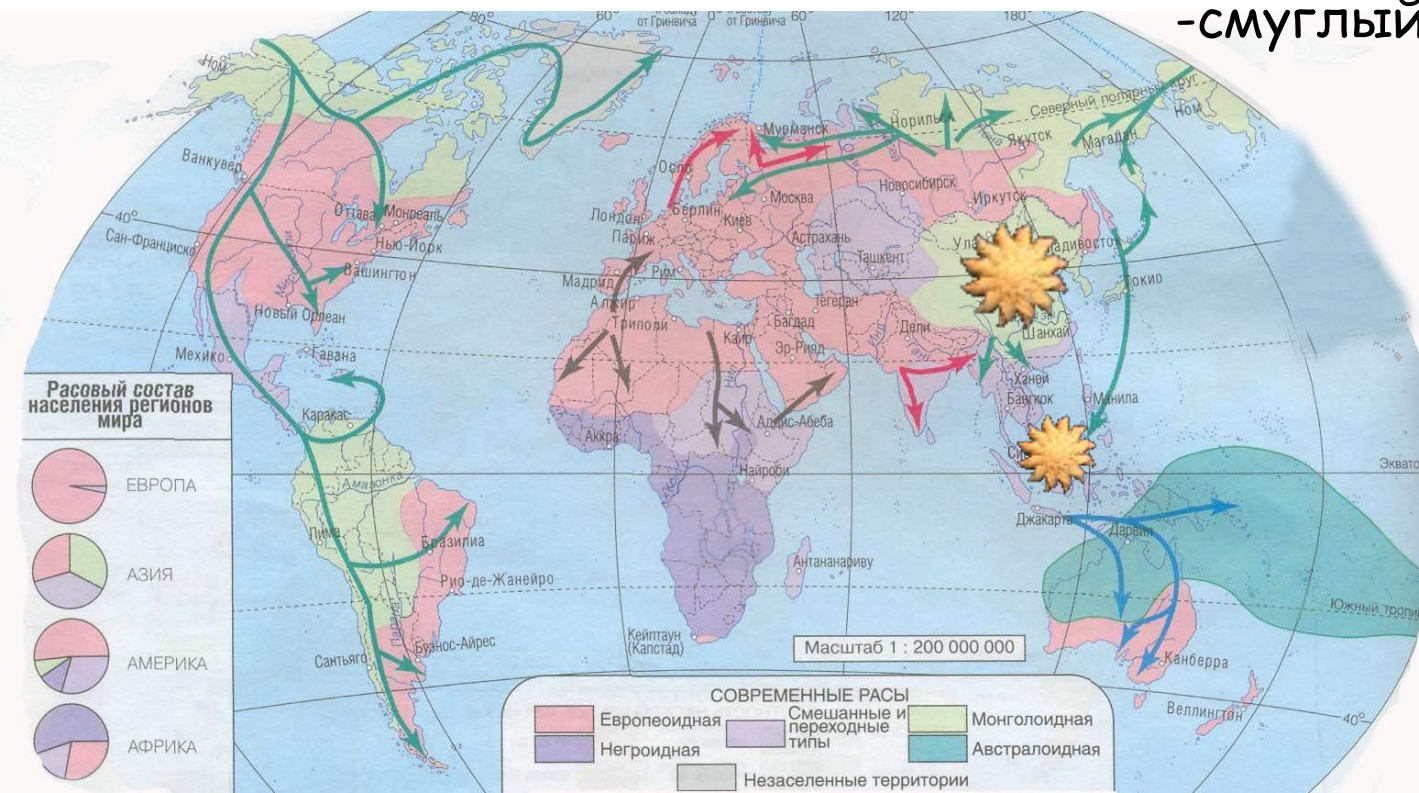 -смуглый
80°
60°
от Гринвича
0°
от Гринвича
60°
120°
180°
Ном
Северный полярный круг
Ном
Мурманск
Норильск
Якутск
Магадан
Ванкувер
Осло
Новосибирск
Иркутск
Москва
40°
Оттава
Монреаль
Лондон
Берлин
Киев
Сан-Франциско
Нью-Йорк
Париж
Астрахань
Ула
Владивосток
Вашингтон
Ташкент
Мадрид
Рим
Токио
Новый Орлеан
Алжир
Тегеран
Триполи
Багдад
Дели
Шанхай
Каир
Эр-Рияд
Мехико
Гавана
Ханой
Бангкок
Манила
Каракас
Аккра
Аддис-Абеба
Си
Найроби
Экватор
Амазонка
Джакарта
Дарвин
Лима
Бразилиа
Антананариву
Рио-де-Жанейро
Южный тропи
Парана
Кейптаун
(Капстад)
Буэнос-Айрес
Сантьяго
Канберра
Веллингтон
40°
Расовый состав
населения регионов
мира
ЕВРОПА
АЗИЯ
АМЕРИКА
АФРИКА
Масштаб 1 : 200 000 000
СОВРЕМЕННЫЕ РАСЫ
Европеоидная
Негроидная
Смешанные и
переходные
типы
Монголоидная
Австралоидная
Незаселенные территории